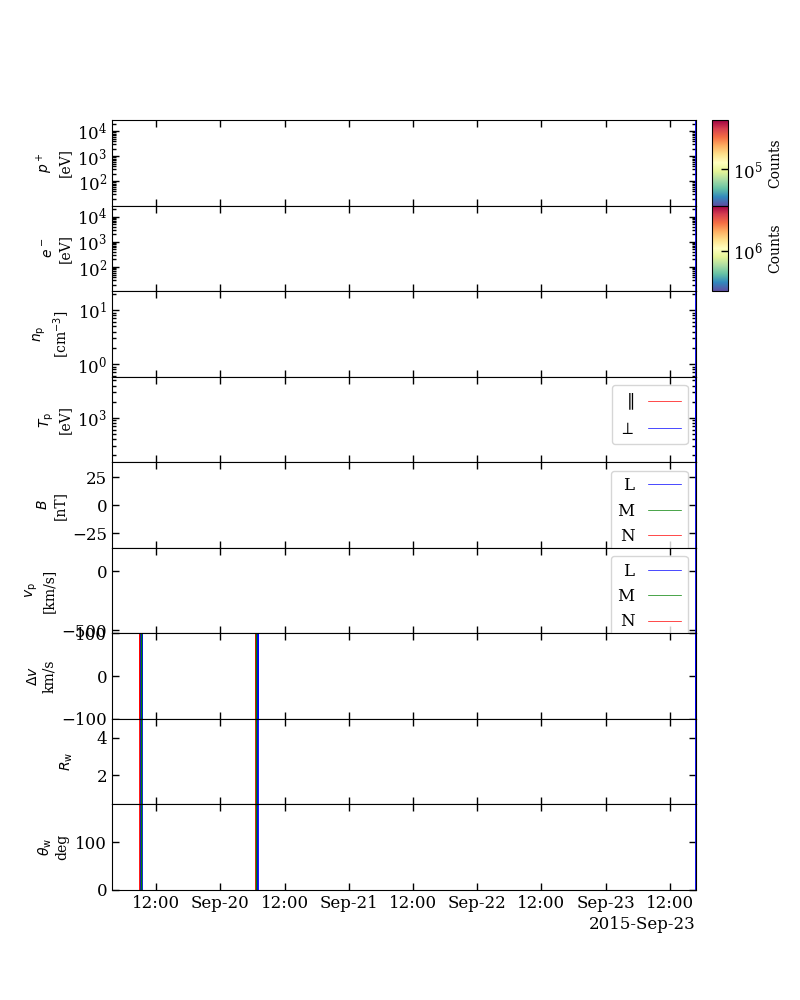 p⁺
[eV]
10⁴
10³
10²
10⁵
Counts
e⁻
[eV]
10⁴
10³
10²
10⁶
Counts
nₚ
[cm⁻³]
10¹
10⁰
Tₚ
[eV]
10³
∥
⊥
B
[nT]
25
0
−25
L
M
N
vₚ
[km/s]
0
−500
L
M
N
Δv
km/s
100
0
−100
R_w
4
2
θ_w
deg
100
0
12:00 Sep-20 12:00 Sep-21 12:00 Sep-22 12:00 Sep-23 12:00
2015-Sep-23